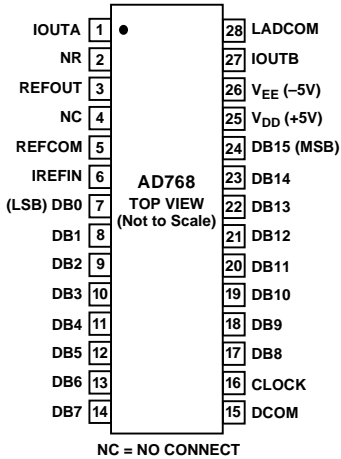 IOUTA 1 28 LADCOM
NR 2 27 IOUTB
REFOUT 3 26 VEE (–5V)
NC 4 25 VDD (+5V)
REFCOM 5 24 DB15 (MSB)
IREFIN 6 23 DB14
(LSB) DB0 7 22 DB13
DB1 8 21 DB12
DB2 9 20 DB11
DB3 10 19 DB10
DB4 11 18 DB9
DB5 12 17 DB8
DB6 13 16 CLOCK
DB7 14 15 DCOM
AD768
TOP VIEW
(Not to Scale)
NC = NO CONNECT